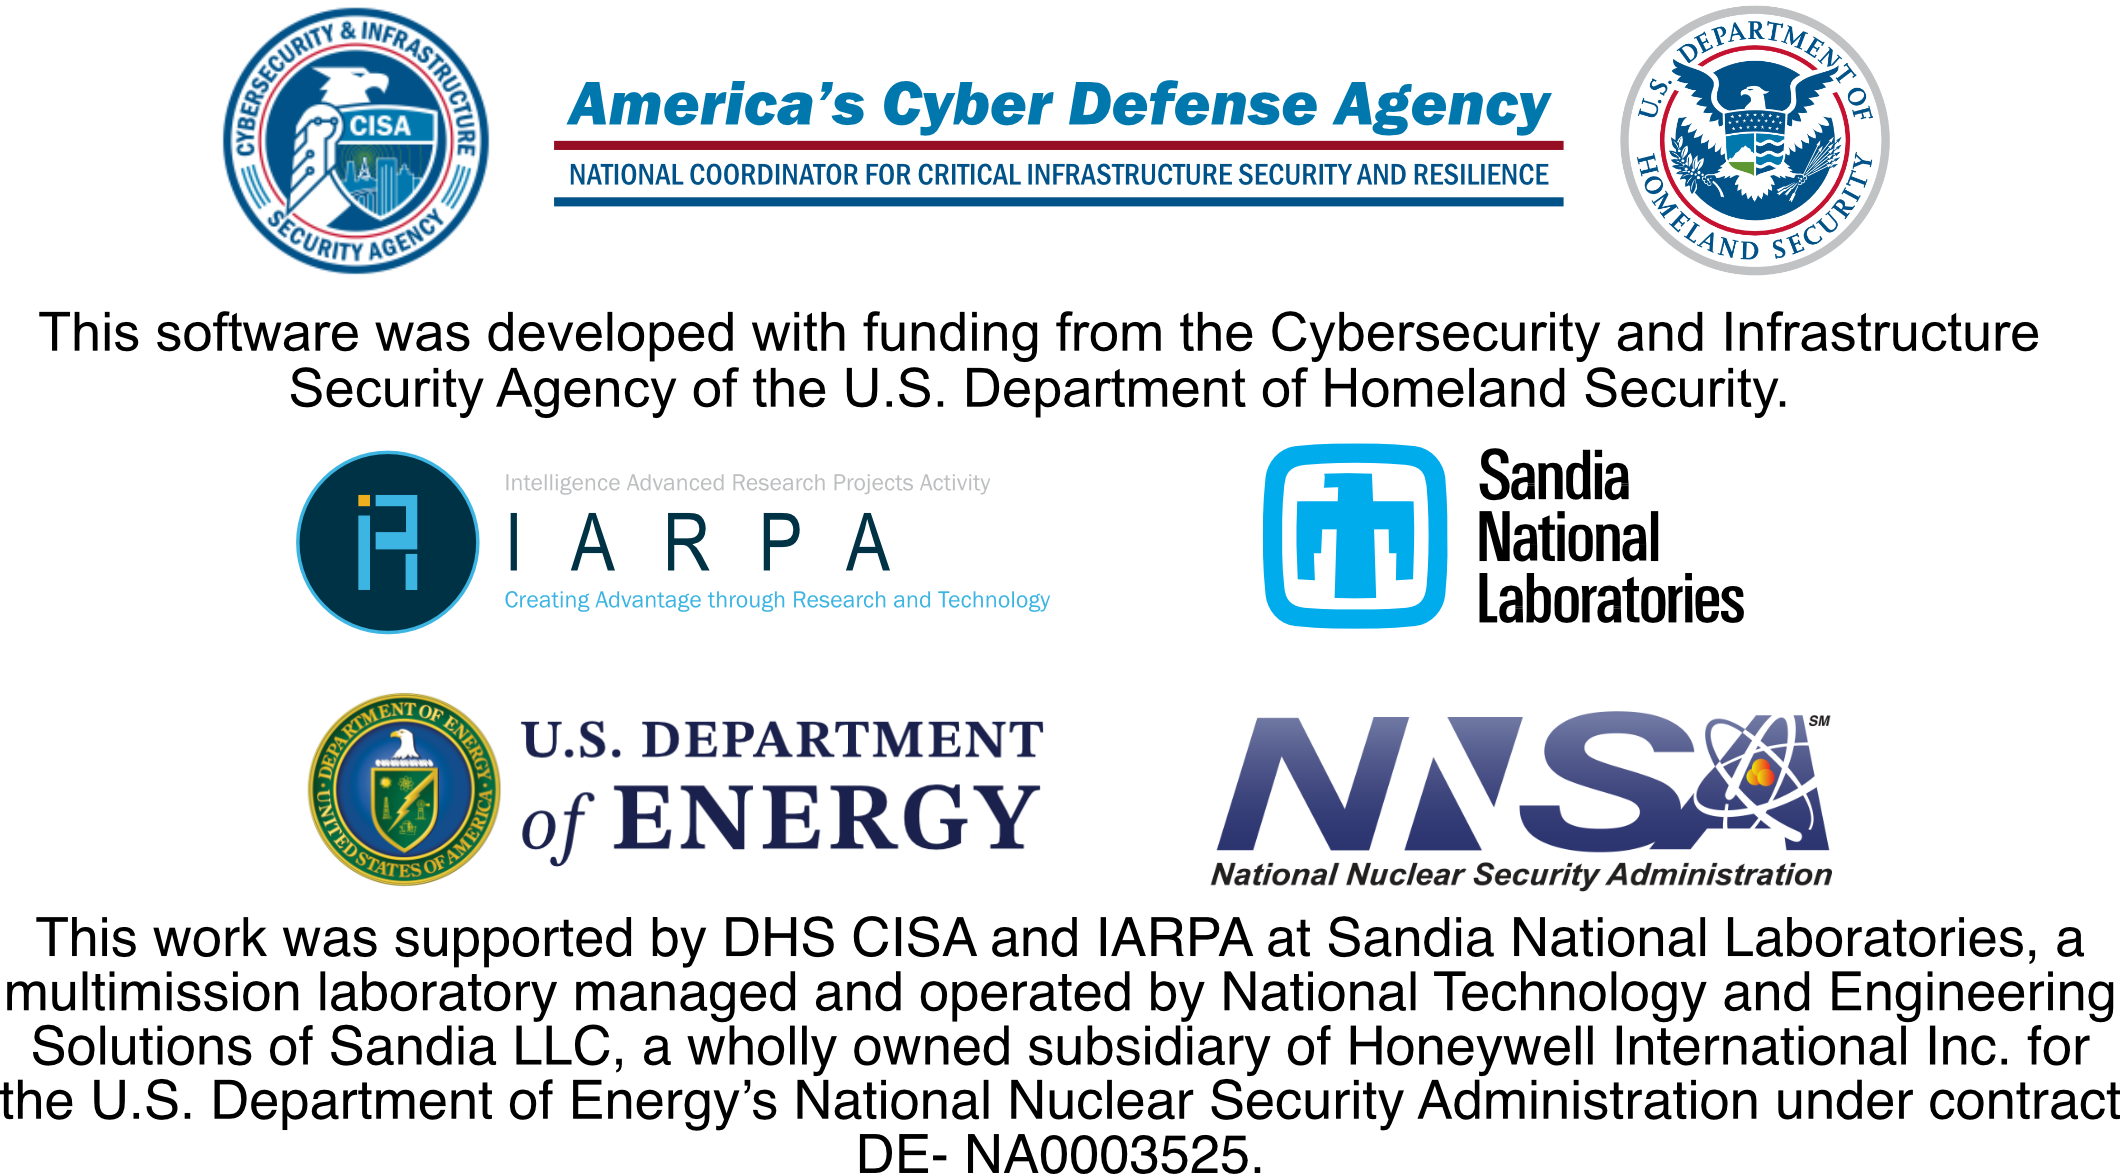 CYBERSECURITY & INFRASTRUCTURE
SECURITY AGENCY
CISA
America's Cyber Defense Agency
NATIONAL COORDINATOR FOR CRITICAL INFRASTRUCTURE SECURITY AND RESILIENCE
U.S. DEPARTMENT OF
HOMELAND SECURITY
This software was developed with funding from the Cybersecurity and Infrastructure
Security Agency of the U.S. Department of Homeland Security.
Intelligence Advanced Research Projects Activity
I A R P A
Creating Advantage through Research and Technology
Sandia
National
Laboratories
DEPARTMENT OF ENERGY
UNITED STATES OF AMERICA
U.S. DEPARTMENT
of ENERGY
NNSA SM
National Nuclear Security Administration
This work was supported by DHS CISA and IARPA at Sandia National Laboratories, a
multimission laboratory managed and operated by National Technology and Engineering
Solutions of Sandia LLC, a wholly owned subsidiary of Honeywell International Inc. for
the U.S. Department of Energy’s National Nuclear Security Administration under contract
DE- NA0003525.